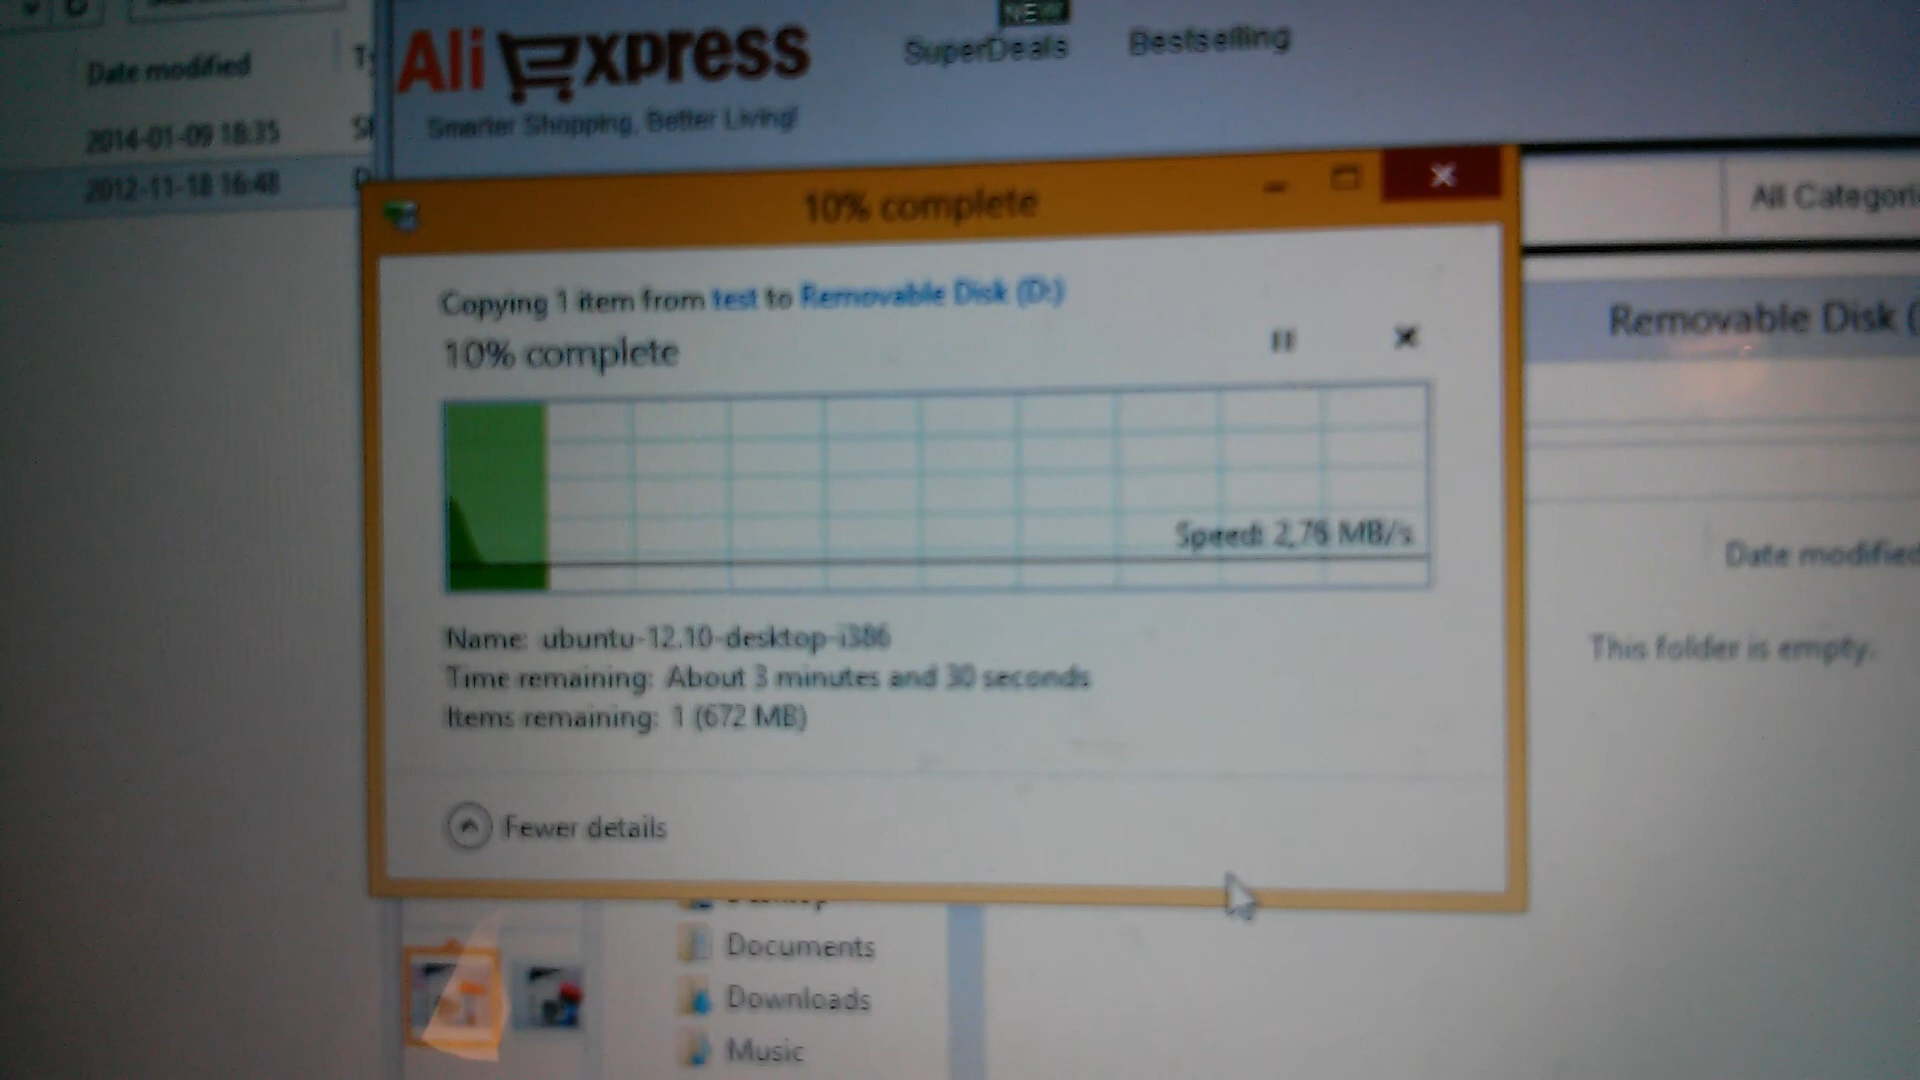 Date modified
2014-01-09 18:35
2012-11-18 16:48
Ali xpress
Smarter Shopping, Better Living!
NEW
SuperDeals
Bestselling
All Categori
10% complete
Copying 1 item from test to Removable Disk (D:)
10% complete
Speed: 2,76 MB/s
Name: ubuntu-12.10-desktop-i386
Time remaining: About 3 minutes and 30 seconds
Items remaining: 1 (672 MB)
Fewer details
Removable Disk (
Date modified
This folder is empty.
Documents
Downloads
Music